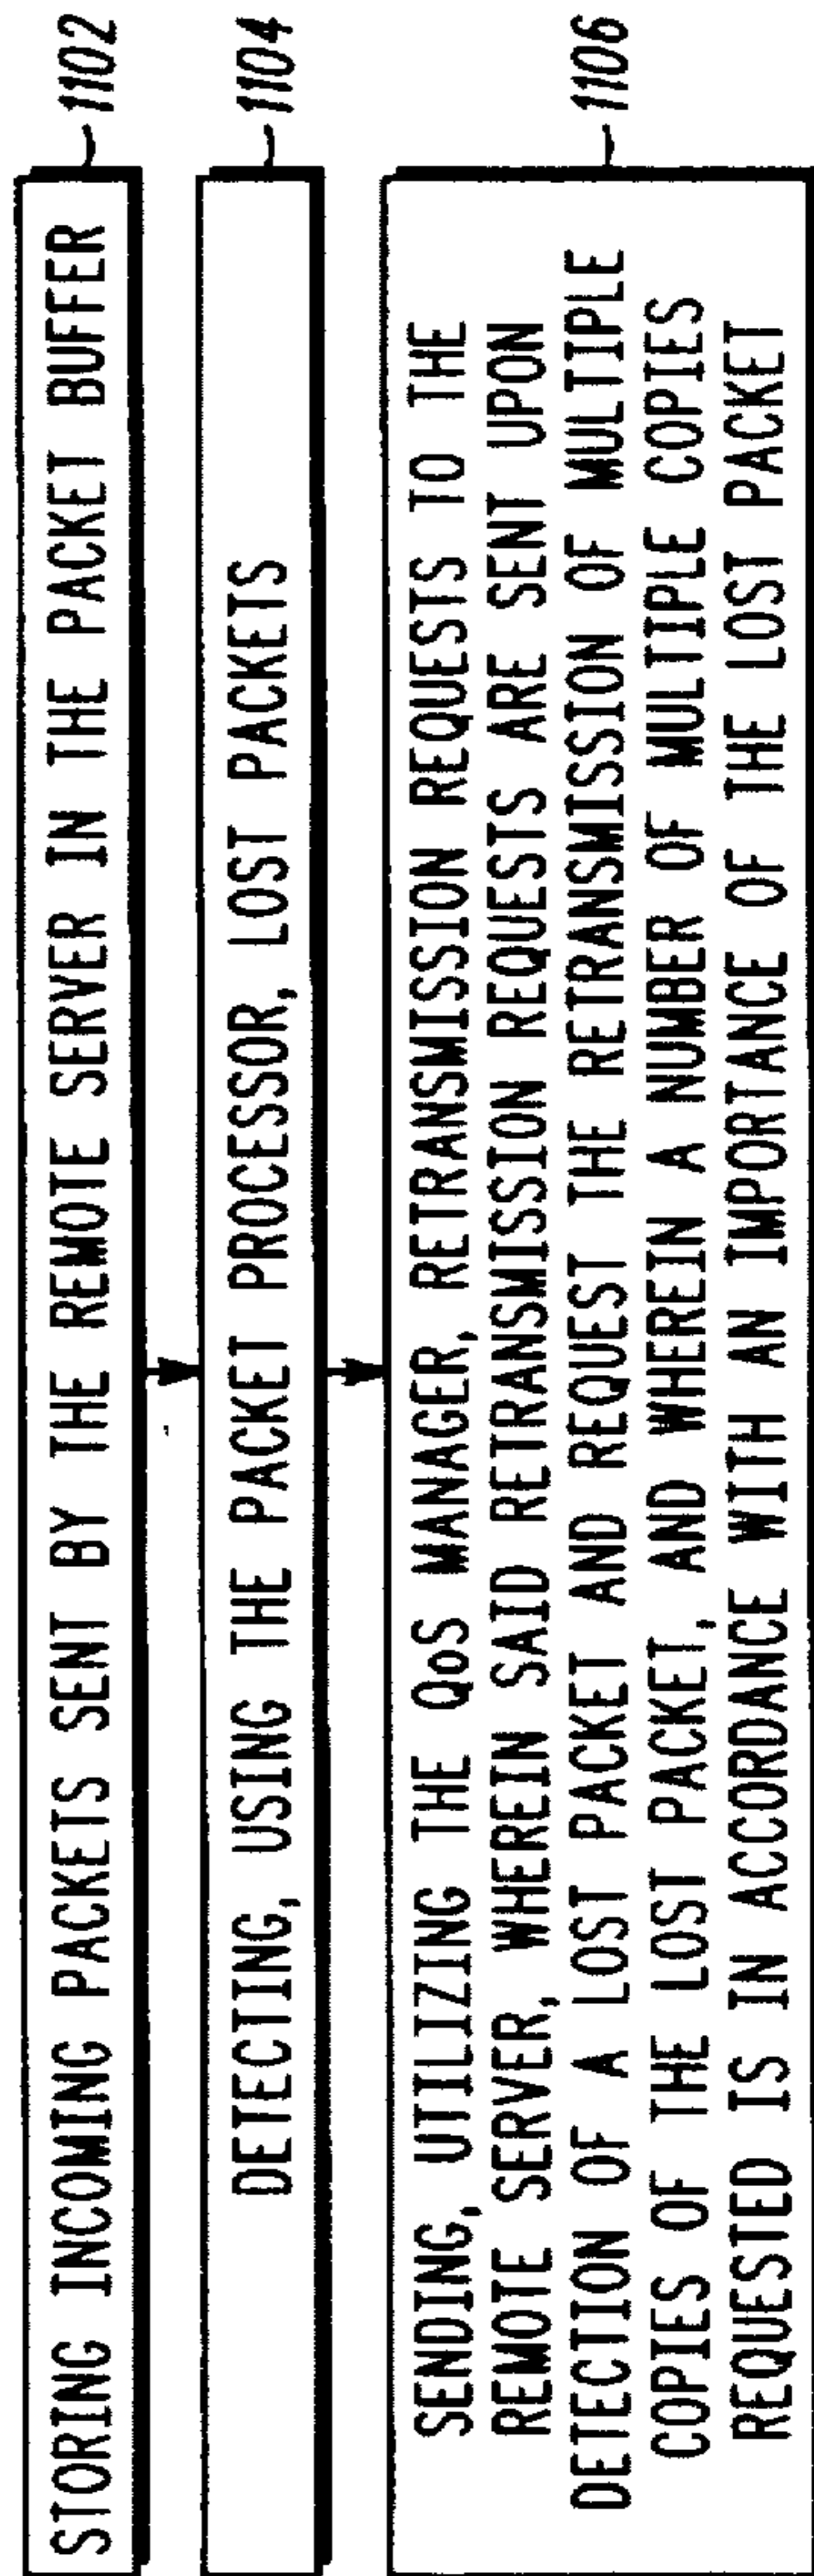 STORING INCOMING PACKETS SENT BY THE REMOTE SERVER IN THE PACKET BUFFER
1102
DETECTING, USING THE PACKET PROCESSOR, LOST PACKETS
1104
SENDING, UTILIZING THE QoS MANAGER, RETRANSMISSION REQUESTS TO THE
REMOTE SERVER, WHEREIN SAID RETRANSMISSION REQUESTS ARE SENT UPON
DETECTION OF A LOST PACKET AND REQUEST THE RETRANSMISSION OF MULTIPLE
COPIES OF THE LOST PACKET, AND WHEREIN A NUMBER OF MULTIPLE COPIES
REQUESTED IS IN ACCORDANCE WITH AN IMPORTANCE OF THE LOST PACKET
1106